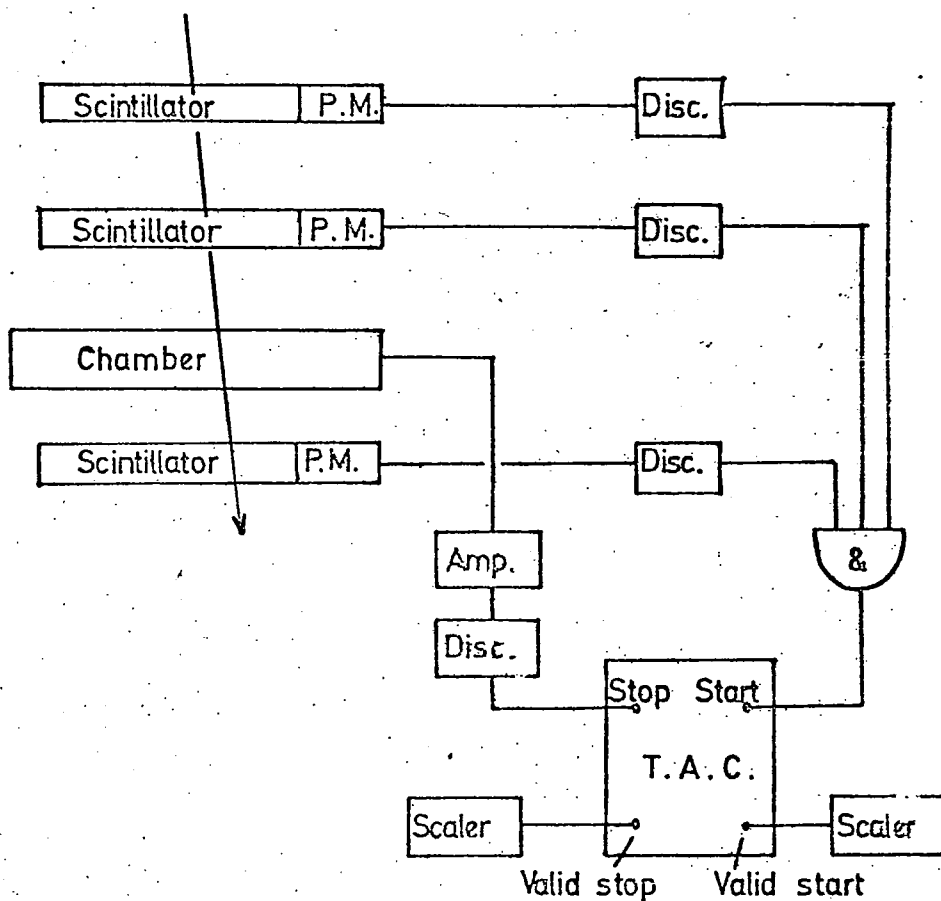 Scintillator P.M. Disc.
Scintillator P.M. Disc.
Chamber
Scintillator P.M. Disc.
&
Amp.
Disc.
Stop Start
T.A.C.
Scaler Scaler
Valid stop Valid start